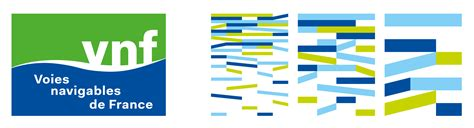 vnf
Voies
navigables
de France